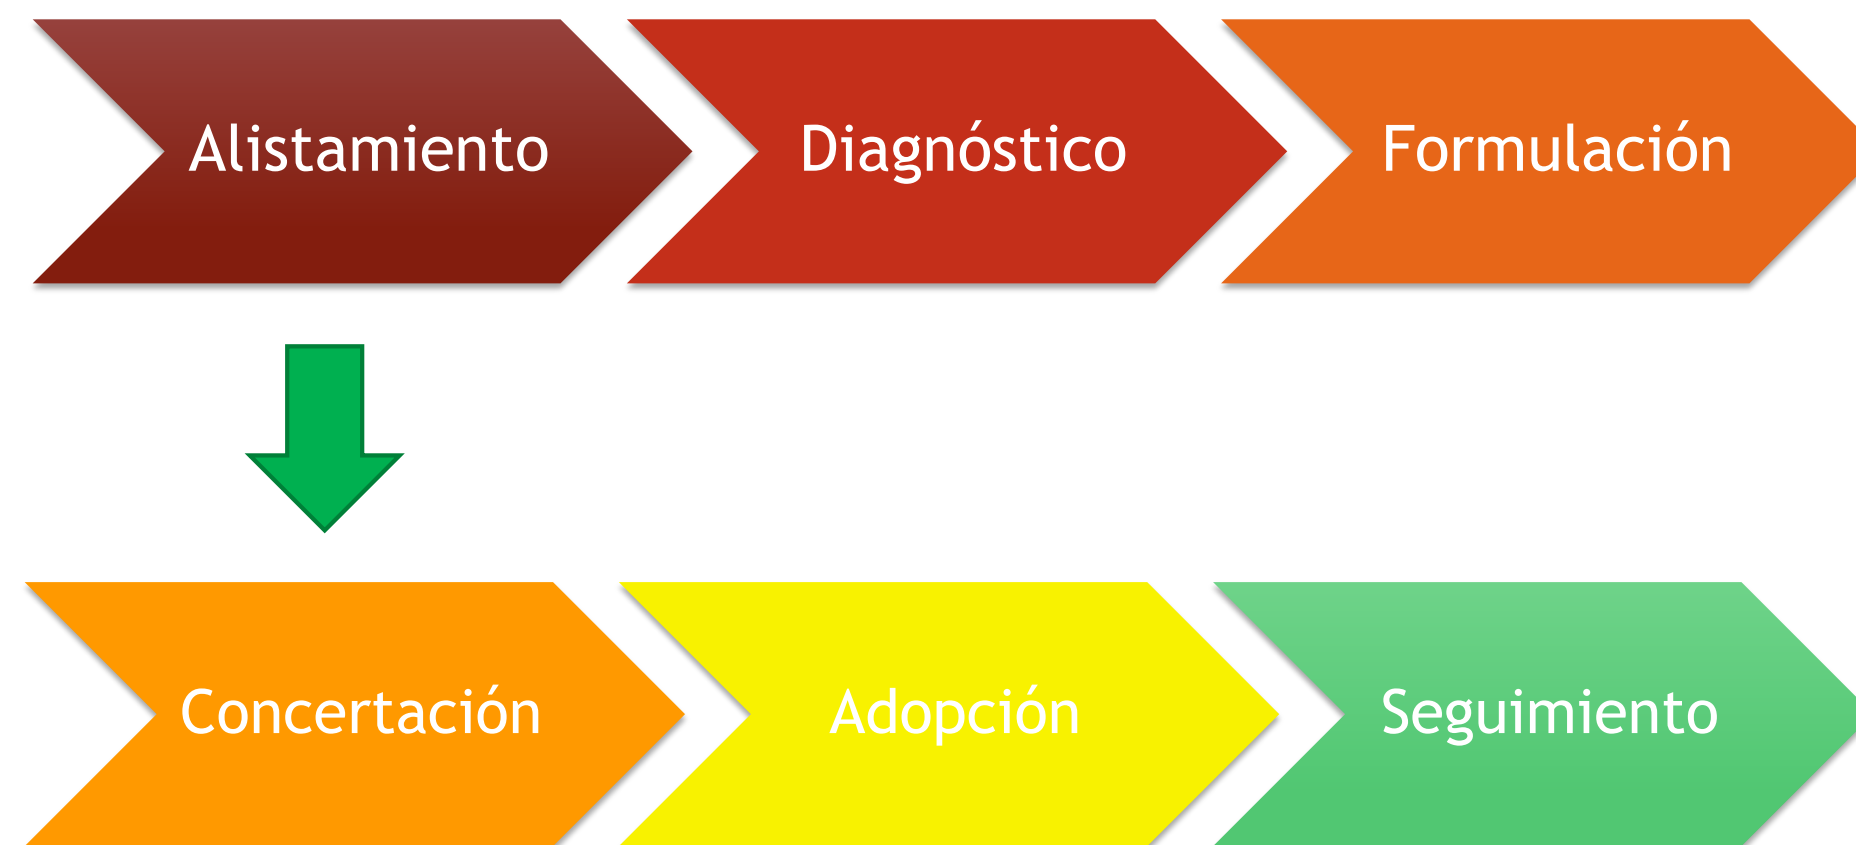 Alistamiento
Diagnóstico
Formulación
Concertación
Adopción
Seguimiento